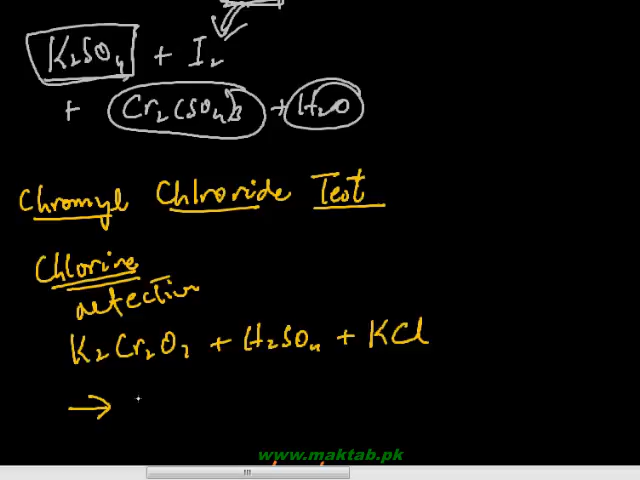 K₂SO₄ + I₂
+ Cr₂(SO₄)₃ + H₂O
Chromyl Chloride Test
Chlorine
detection
K₂Cr₂O₇ + H₂SO₄ + KCl
→
www.maktab.pk